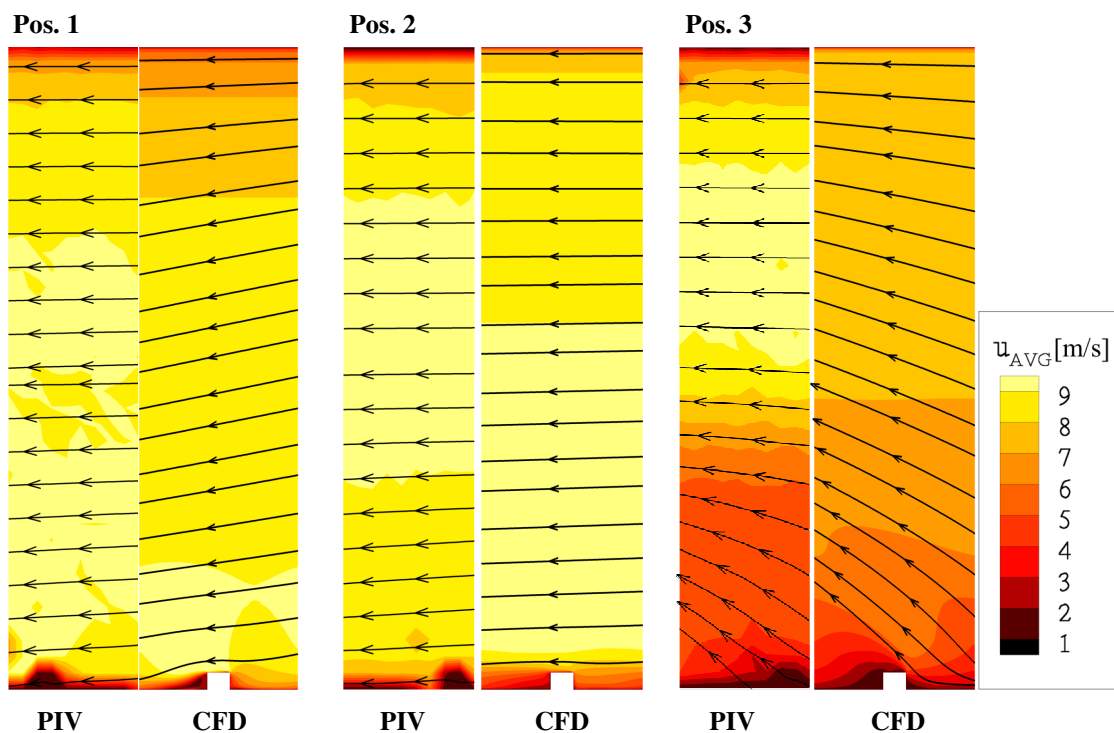 Pos. 1
Pos. 2
Pos. 3
u_AVG[m/s]
9
8
7
6
5
4
3
2
1
PIV
CFD
PIV
CFD
PIV
CFD